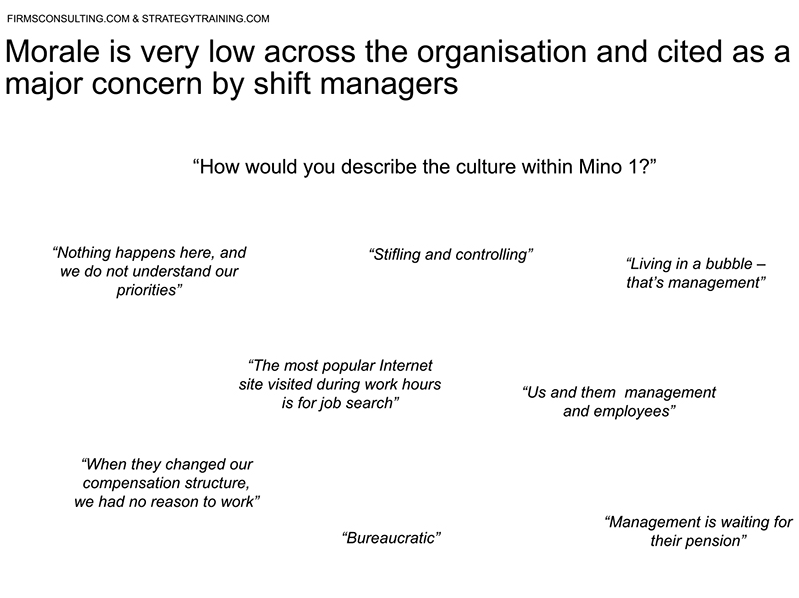 FIRMSCONSULTING.COM & STRATEGYTRAINING.COM
Morale is very low across the organisation and cited as a
major concern by shift managers
“How would you describe the culture within Mino 1?”
“Nothing happens here, and
we do not understand our
priorities”
“Stifling and controlling”
“Living in a bubble –
that’s management”
“The most popular Internet
site visited during work hours
is for job search”
“Us and them  management
and employees”
“When they changed our
compensation structure,
we had no reason to work”
“Bureaucratic”
“Management is waiting for
their pension”